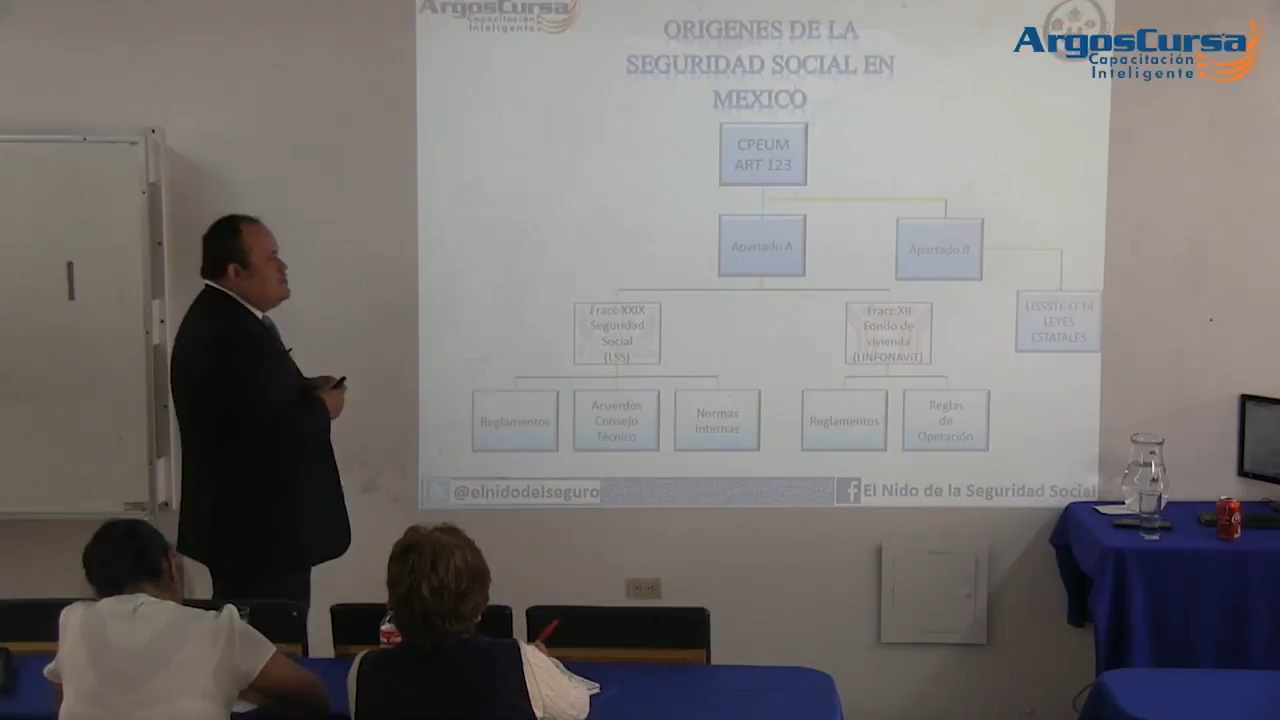 ArgosCursa
Capacitación
Inteligente
ORIGENES DE LA
SEGURIDAD SOCIAL EN
MEXICO
ArgosCursa
Capacitación
Inteligente
CPEUM
ART 123
Apartado A
Apartado B
Fracc XXIX
Seguridad
Social
(LSS)
Fracc XII
Fondo de
vivienda
(LINFONAVIT)
LISSSTE O 14
LEYES
ESTATALES
Reglamentos
Acuerdos
Consejo
Técnico
Normas
Internas
Reglamentos
Reglas
de
Operación
@elnidodelseguro
El Nido de la Seguridad Social